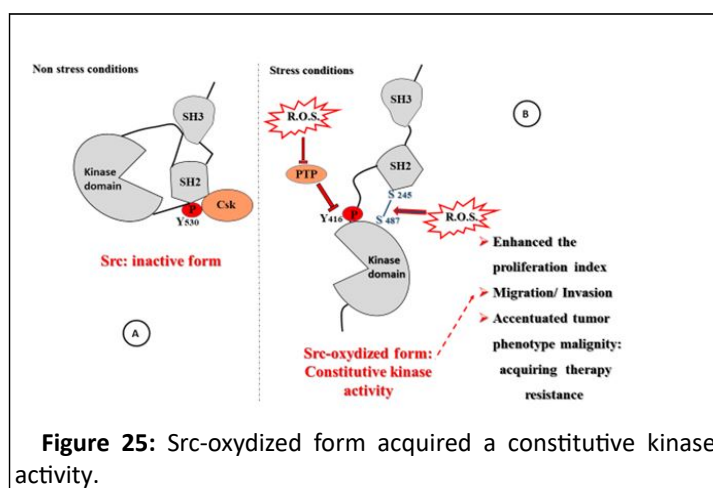 Non stress conditions
SH3
Kinase
domain
SH2
P
Csk
Y530
Src: inactive form
A
Stress conditions
B
R.O.S.
SH3
PTP
SH2
S 245
Y416
P
S 487
R.O.S.
Kinase
domain
Src-oxydized form:
Constitutive kinase
activity
➢ Enhanced the
proliferation index
➢ Migration/ Invasion
➢ Accentuated tumor
phenotype malignity:
acquiring therapy
resistance
Figure 25: Src-oxydized form acquired a constitutive kinase
activity.